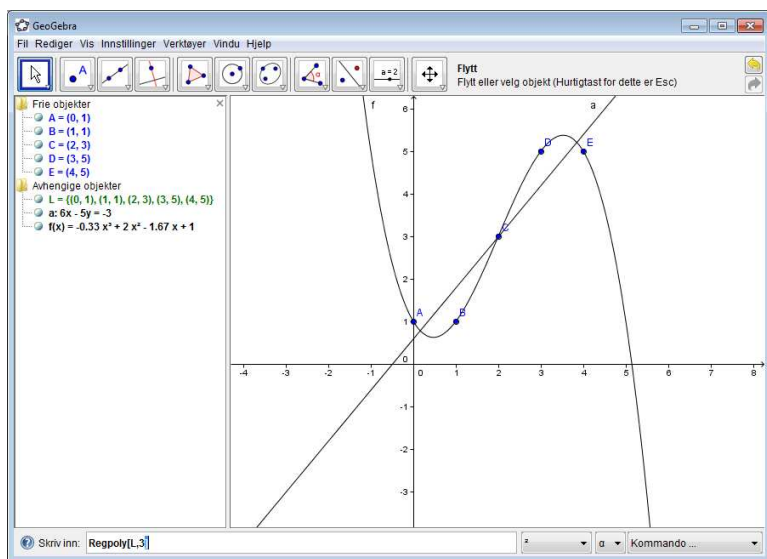 GeoGebra
Fil Rediger Vis Innstillinger Verktøyer Vindu Hjelp
A
α
a = 2
Flytt
Flytt eller velg objekt (Hurtigtast for dette er Esc)
Frie objekter
A = (0, 1)
B = (1, 1)
C = (2, 3)
D = (3, 5)
E = (4, 5)
Avhengige objekter
L = {(0, 1), (1, 1), (2, 3), (3, 5), (4, 5)}
a: 6x - 5y = -3
f(x) = -0.33 x³ + 2 x² - 1.67 x + 1
f
a
6
5
D
E
4
3
C
2
1
A
B
0
-4 -3 -2 -1 0 1 2 3 4 5 6 7 8
-1
-2
-3
Skriv inn: Regpoly[L,3]
²
α
Kommando ...